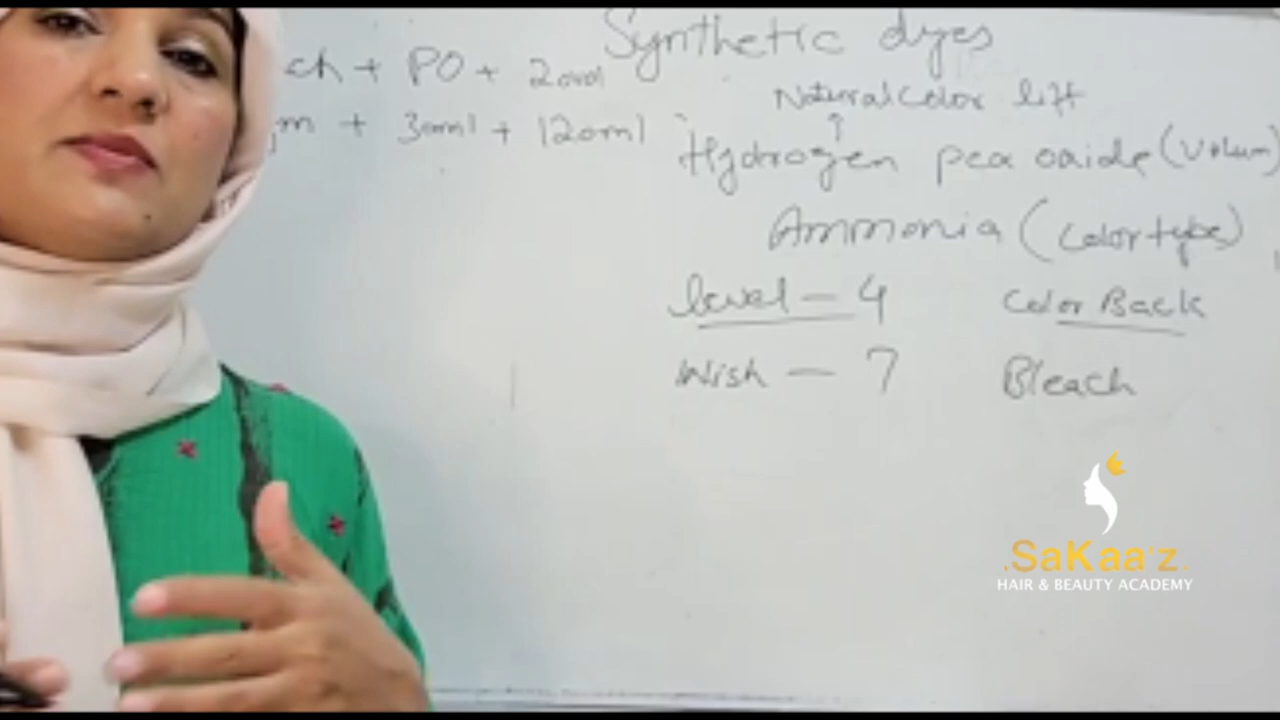 Synthetic dyes
ch + PO + 20vol
m + 30ml + 120ml
Natural Color lift
Hydrogen pea oxide (Volum)
Ammonia (Color type)
level - 4 Color Back
Wish - 7 Bleach
.SaKaa'z.
HAIR & BEAUTY ACADEMY